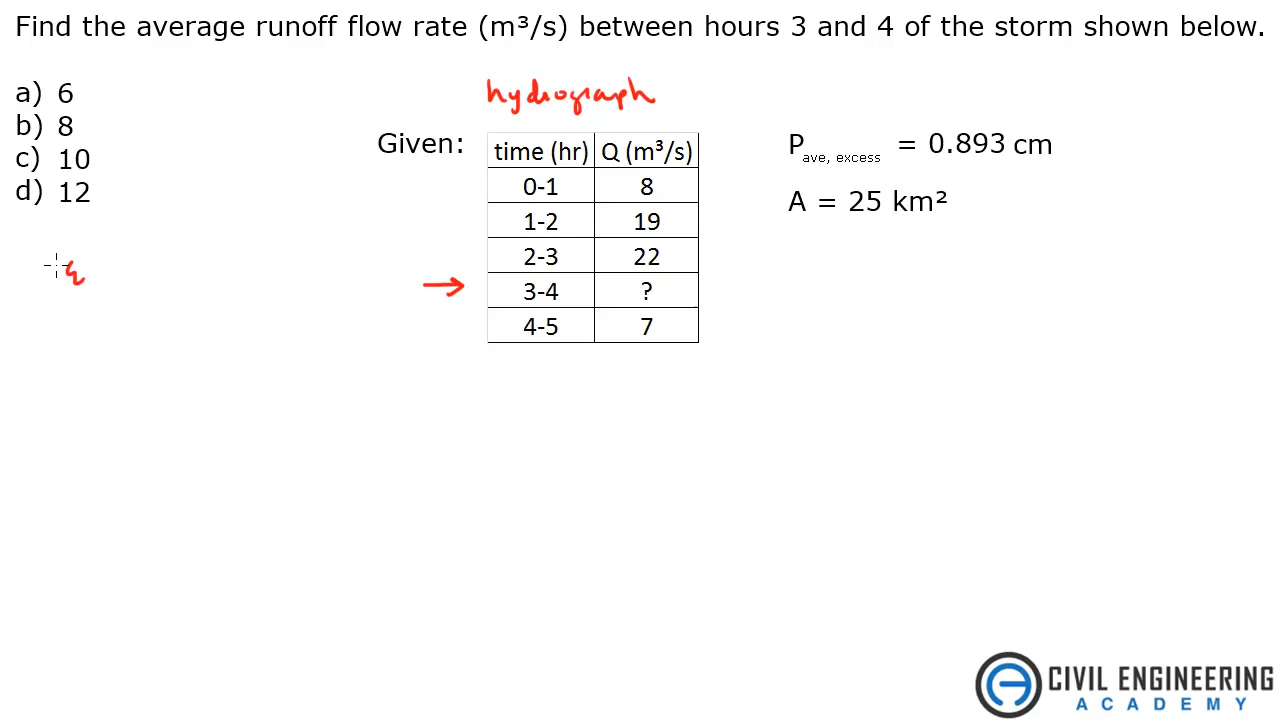 Find the average runoff flow rate (m³/s) between hours 3 and 4 of the storm shown below.
a) 6
b) 8
c) 10
d) 12
hydrograph
Given:
time (hr) Q (m³/s)
0-1 8
1-2 19
2-3 22
3-4 ?
4-5 7
P ave, excess = 0.893 cm
A = 25 km²
CIVIL ENGINEERING
ACADEMY